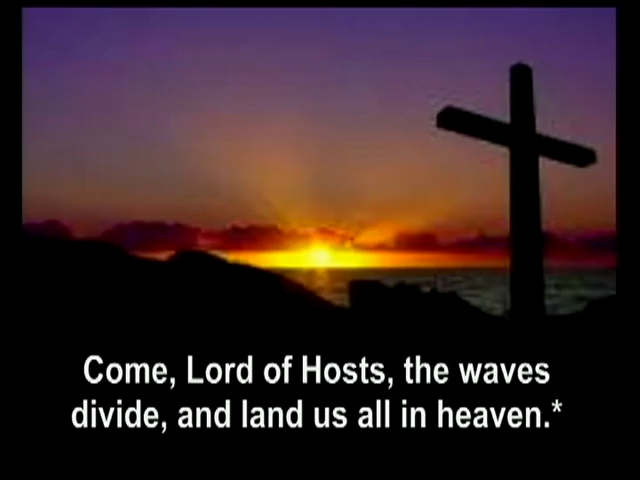 Come, Lord of Hosts, the waves
divide, and land us all in heaven.*